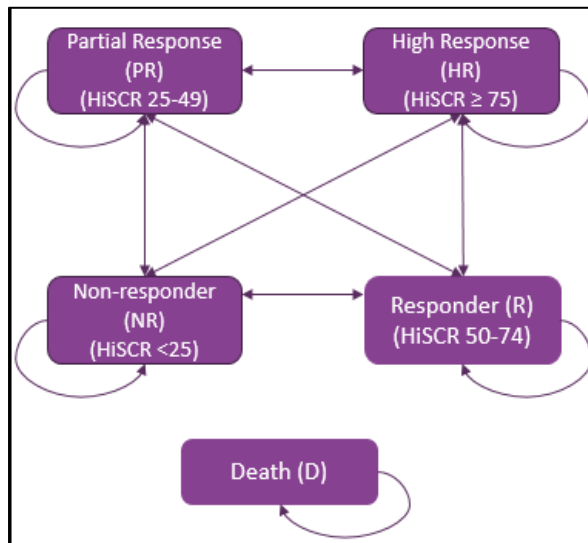 Partial Response
(PR)
(HiSCR 25-49)
High Response
(HR)
(HiSCR ≥ 75)
Non-responder
(NR)
(HiSCR <25)
Responder (R)
(HiSCR 50-74)
Death (D)